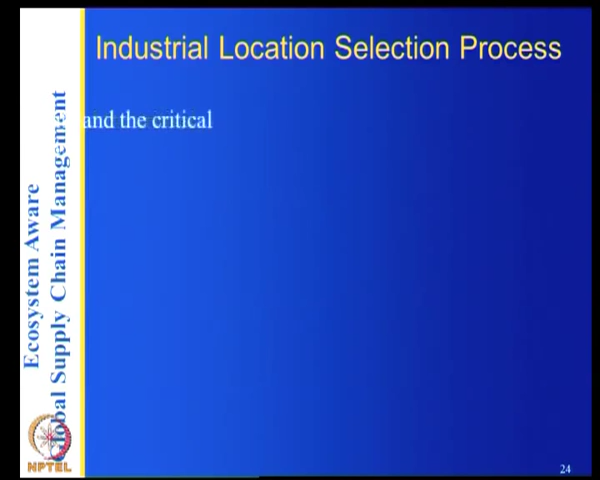 Industrial Location Selection Process
and the critical
Ecosystem Aware
Global Supply Chain Management
NPTEL
24